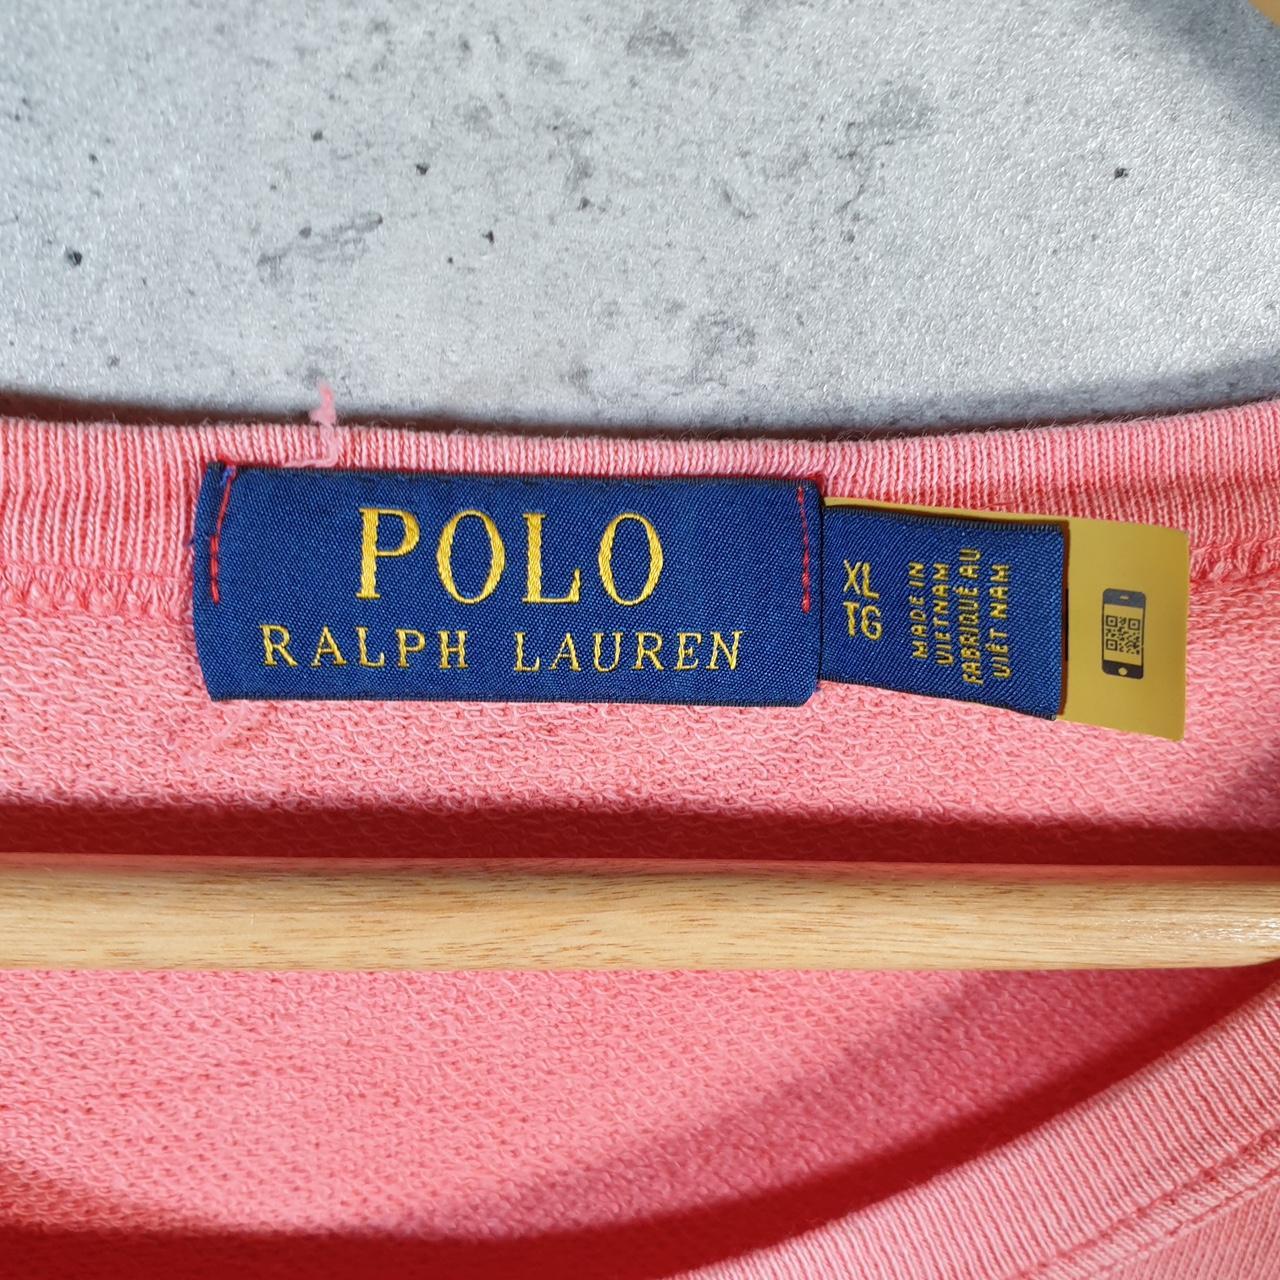 POLO
RALPH LAUREN
XL
TG
MADE IN
VIETNAM
FABRIQUÉ AU
VIÊT NAM